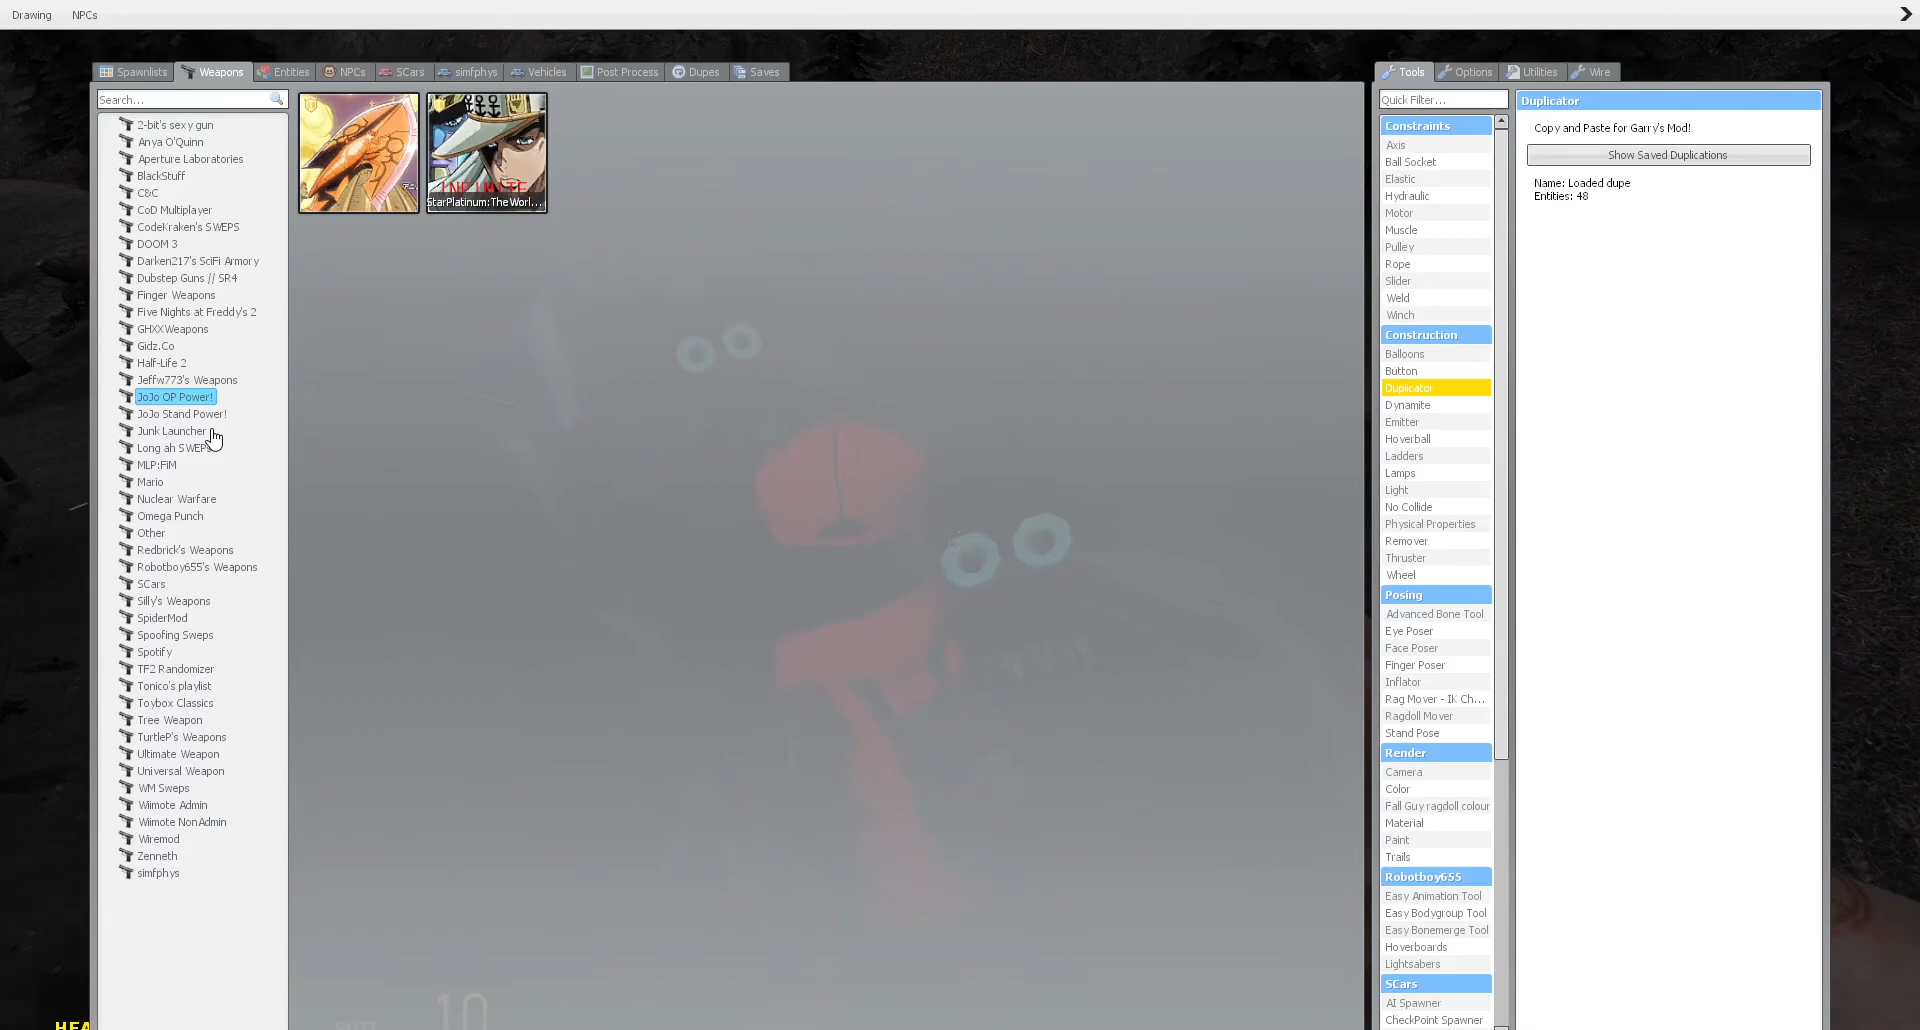 Drawing NPCs
Spawnlists Weapons Entities NPCs SCars simfphys Vehicles Post Process Dupes Saves
Search...
2-bit's sexy gun
Anya O'Quinn
Aperture Laboratories
BlackStuff
C&C
CoD Multiplayer
CodeKraken's SWEPS
DOOM 3
Darken217's SciFi Armory
Dubstep Guns // SR4
Finger Weapons
Five Nights at Freddy's 2
GHXXWeapons
Gidz.Co
Half-Life 2
Jeffw773's Weapons
JoJo OP Power!
JoJo Stand Power!
Junk Launcher
Long ah SWEPs
MLP:FiM
Mario
Nuclear Warfare
Omega Punch
Other
Redbrick's Weapons
Robotboy655's Weapons
SCars
Silly's Weapons
SpiderMod
Spoofing Sweps
Spotify
TF2 Randomizer
Tonico's playlist
Toybox Classics
Tree Weapon
TurtleP's Weapons
Ultimate Weapon
Universal Weapon
WM Sweps
Wiimote Admin
Wiimote NonAdmin
Wiremod
Zenneth
simfphys
INFINITE
StarPlatinum:TheWorl...
10
HEA
Tools Options Utilities Wire
Quick Filter...
Constraints
Axis
Ball Socket
Elastic
Hydraulic
Motor
Muscle
Pulley
Rope
Slider
Weld
Winch
Construction
Balloons
Button
Duplicator
Dynamite
Emitter
Hoverball
Ladders
Lamps
Light
No Collide
Physical Properties
Remover
Thruster
Wheel
Posing
Advanced Bone Tool
Eye Poser
Face Poser
Finger Poser
Inflator
Rag Mover - IK Ch...
Ragdoll Mover
Stand Pose
Render
Camera
Color
Fall Guy ragdoll colour
Material
Paint
Trails
Robotboy655
Easy Animation Tool
Easy Bodygroup Tool
Easy Bonemerge Tool
Hoverboards
Lightsabers
SCars
AI Spawner
CheckPoint Spawner
Duplicator
Copy and Paste for Garry's Mod!
Show Saved Duplications
Name: Loaded dupe
Entities: 48